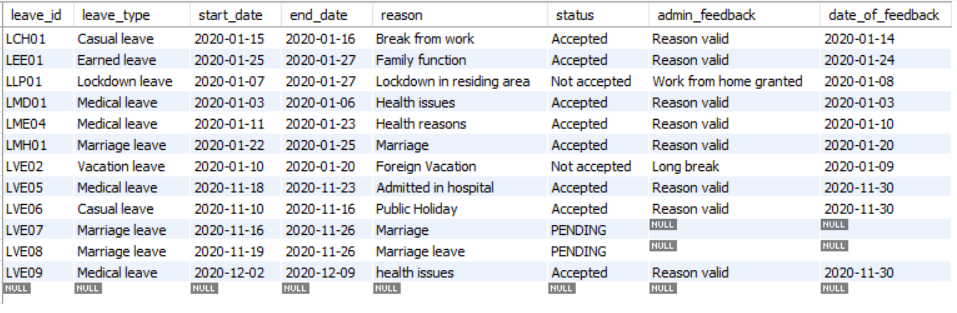 leave_id leave_type start_date end_date reason status admin_feedback date_of_feedback
LCH01 Casual leave 2020-01-15 2020-01-16 Break from work Accepted Reason valid 2020-01-14
LEE01 Earned leave 2020-01-25 2020-01-27 Family function Accepted Reason valid 2020-01-24
LLP01 Lockdown leave 2020-01-07 2020-01-27 Lockdown in residing area Not accepted Work from home granted 2020-01-08
LMD01 Medical leave 2020-01-03 2020-01-06 Health issues Accepted Reason valid 2020-01-03
LME04 Medical leave 2020-01-11 2020-01-23 Health reasons Accepted Reason valid 2020-01-10
LMH01 Marriage leave 2020-01-22 2020-01-25 Marriage Accepted Reason valid 2020-01-20
LVE02 Vacation leave 2020-01-10 2020-01-20 Foreign Vacation Not accepted Long break 2020-01-09
LVE05 Medical leave 2020-11-18 2020-11-23 Admitted in hospital Accepted Reason valid 2020-11-30
LVE06 Casual leave 2020-11-10 2020-11-16 Public Holiday Accepted Reason valid 2020-11-30
LVE07 Marriage leave 2020-11-16 2020-11-26 Marriage PENDING NULL NULL
LVE08 Marriage leave 2020-11-19 2020-11-26 Marriage leave PENDING NULL NULL
LVE09 Medical leave 2020-12-02 2020-12-09 health issues Accepted Reason valid 2020-11-30
NULL NULL NULL NULL NULL NULL NULL NULL